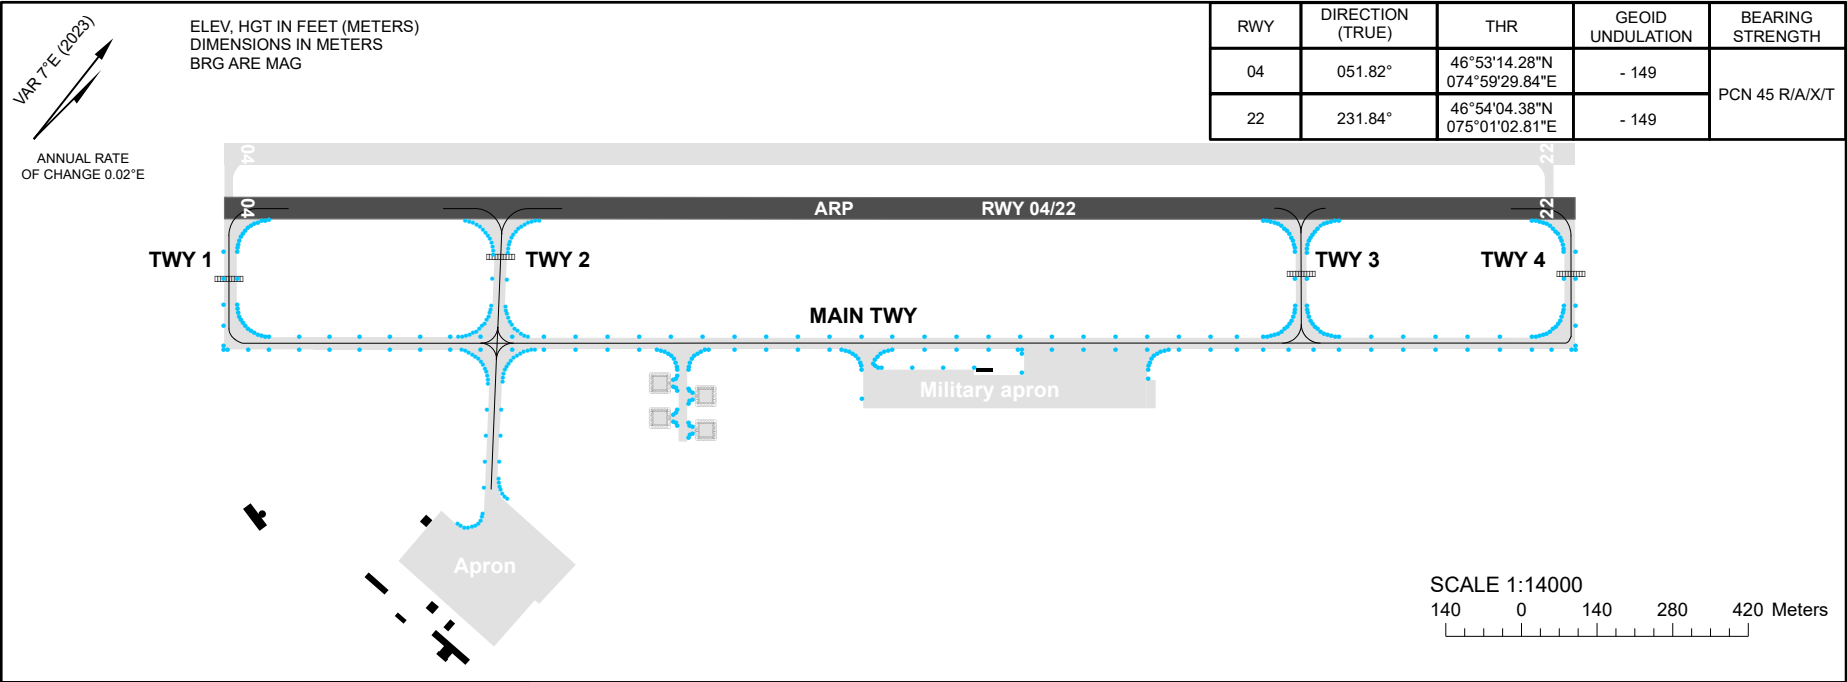 VAR 7°E (2023)
ANNUAL RATE
OF CHANGE 0.02°E
ELEV, HGT IN FEET (METERS)
DIMENSIONS IN METERS
BRG ARE MAG
RWY DIRECTION (TRUE) THR GEOID UNDULATION BEARING STRENGTH
04 051.82° 46°53'14.28"N 074°59'29.84"E - 149 PCN 45 R/A/X/T
22 231.84° 46°54'04.38"N 075°01'02.81"E - 149
04 22
04 ARP RWY 04/22 22
TWY 1 TWY 2 TWY 3 TWY 4
MAIN TWY
Military apron
Apron
SCALE 1:14000
140 0 140 280 420 Meters